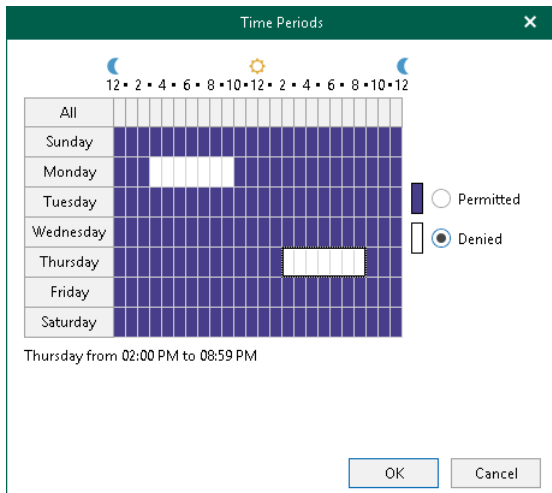 Time Periods
12 • 2 • 4 • 6 • 8 • 10 • 12 • 2 • 4 • 6 • 8 • 10 • 12
All
Sunday
Monday
Tuesday
Wednesday
Thursday
Friday
Saturday
Permitted
Denied
Thursday from 02:00 PM to 08:59 PM
OK Cancel